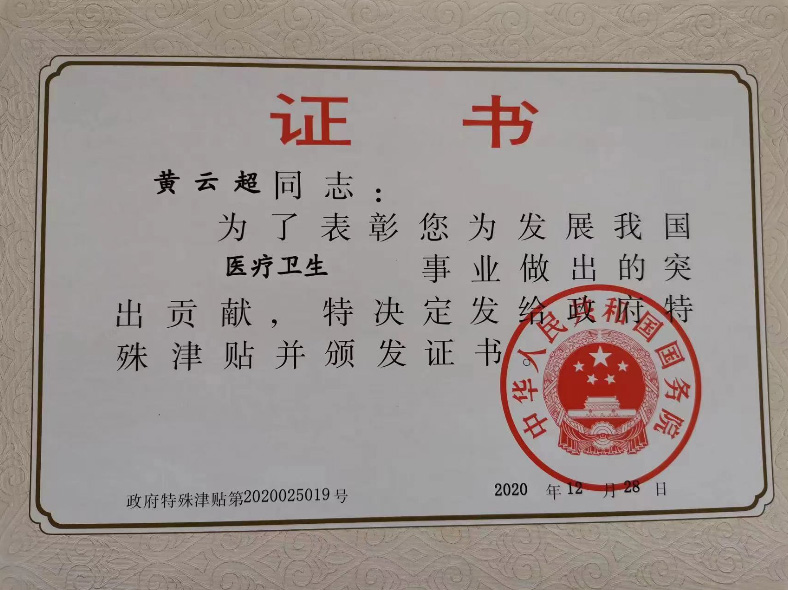 证书
黄云超同志：
为了表彰您为发展我国
医疗卫生 事业做出的突
出贡献，特决定发给政府特
殊津贴并颁发证书。
中华人民共和国国务院
政府特殊津贴第2020025019号
2020 年 12 月 28 日